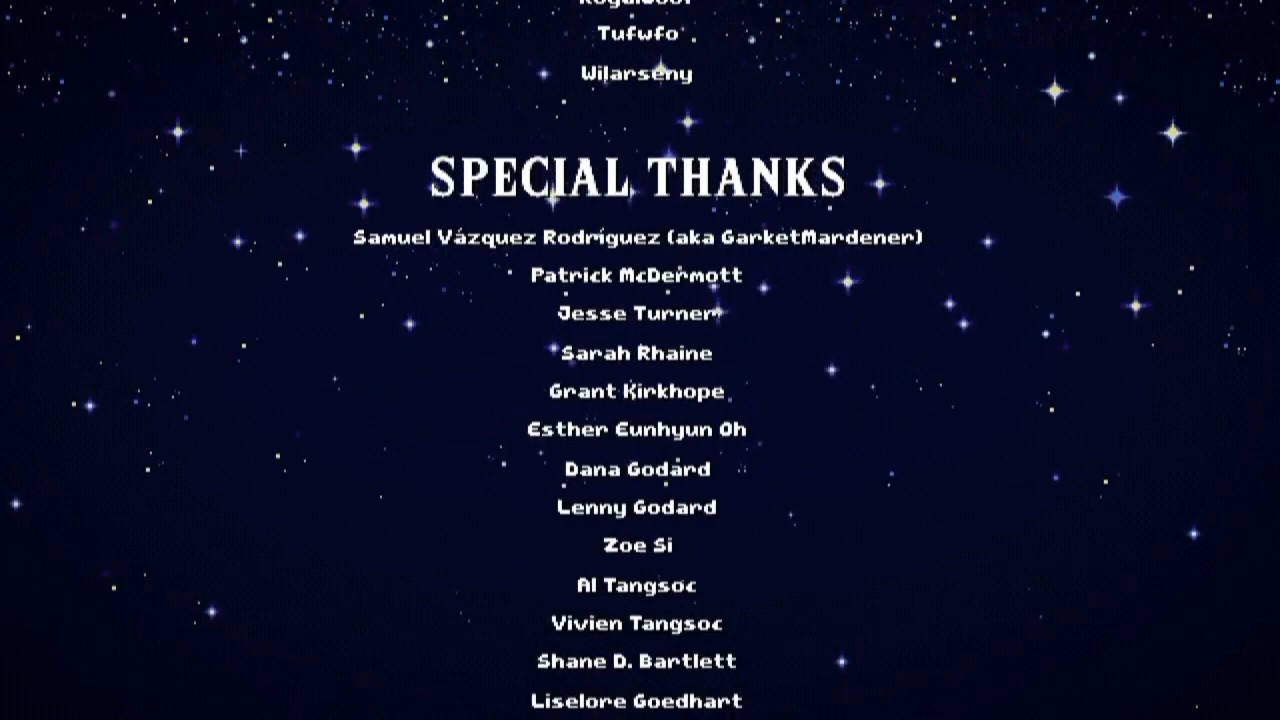 Tufwfo
Wilarseny
SPECIAL THANKS
Samuel Vázquez Rodríguez (aka GarketMardener)
Patrick McDermott
Jesse Turner
Sarah Rhaine
Grant Kirkhope
Esther Eunhyun Oh
Dana Godard
Lenny Godard
Zoe Si
Al Tangsoc
Vivien Tangsoc
Shane D. Bartlett
Liselore Goedhart